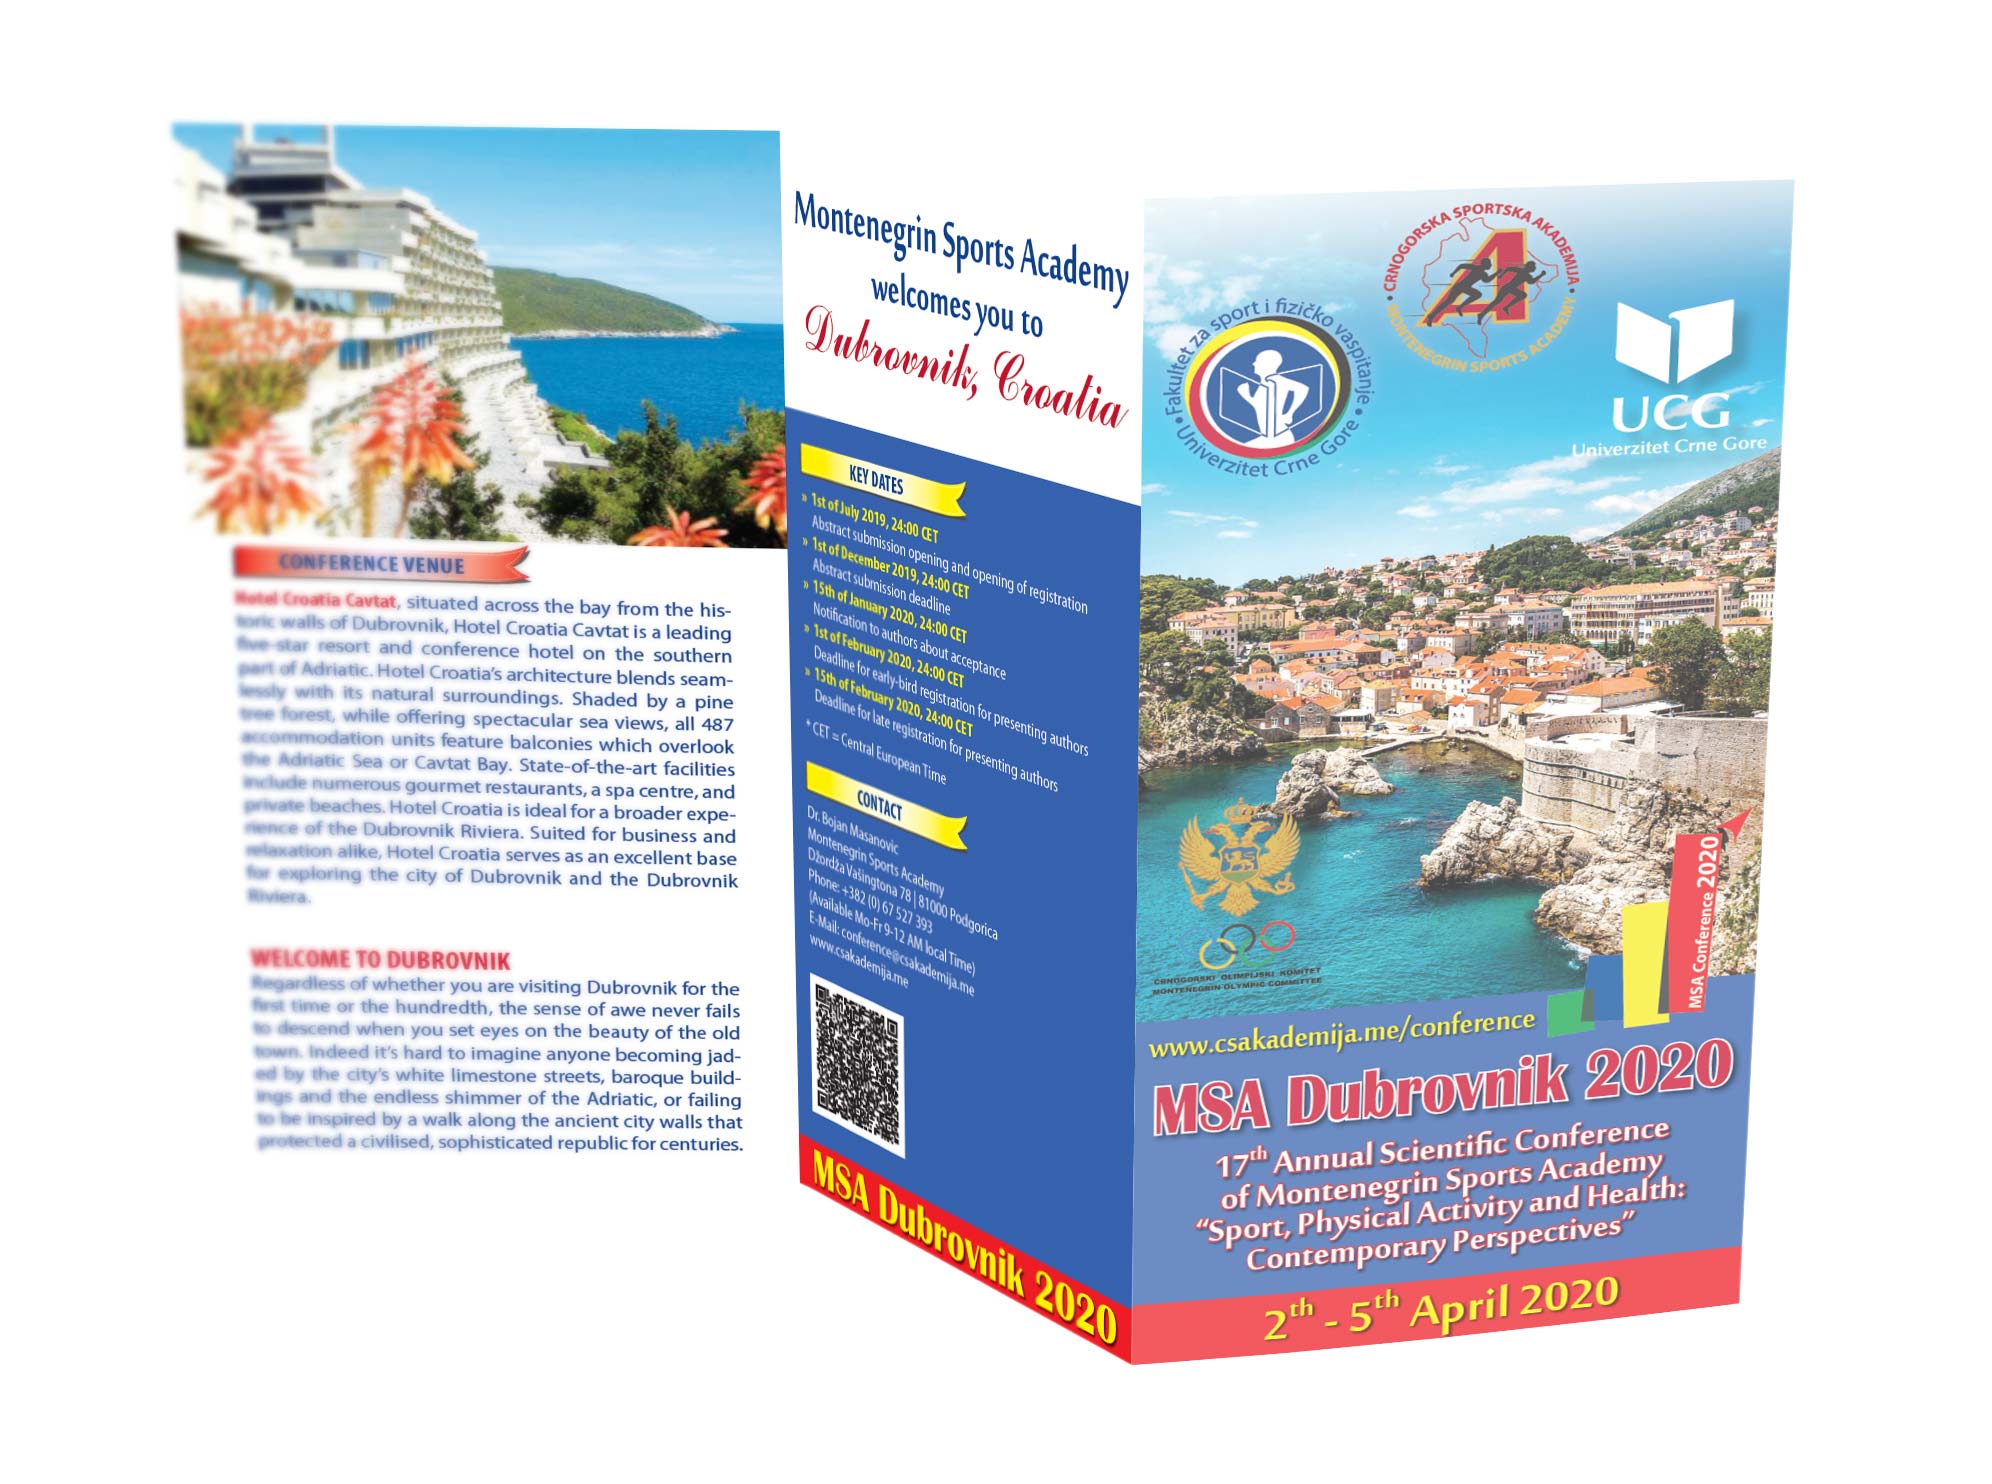 CONFERENCE VENUE
Hotel Croatia Cavtat, situated across the bay from the his-
toric walls of Dubrovnik, Hotel Croatia Cavtat is a leading
five-star resort and conference hotel on the southern
part of Adriatic. Hotel Croatia's architecture blends seam-
lessly with its natural surroundings. Shaded by a pine
tree forest, while offering spectacular sea views, all 487
accommodation units feature balconies which overlook
the Adriatic Sea or Cavtat Bay. State-of-the-art facilities
include numerous gourmet restaurants, a spa centre, and
private beaches. Hotel Croatia is ideal for a broader expe-
rience of the Dubrovnik Riviera. Suited for business and
relaxation alike, Hotel Croatia serves as an excellent base
for exploring the city of Dubrovnik and the Dubrovnik
Riviera.
WELCOME TO DUBROVNIK
Regardless of whether you are visiting Dubrovnik for the
first time or the hundredth, the sense of awe never fails
to descend when you set eyes on the beauty of the old
town. Indeed it's hard to imagine anyone becoming jad-
ed by the city's white limestone streets, baroque build-
ings and the endless shimmer of the Adriatic, or failing
to be inspired by a walk along the ancient city walls that
protected a civilised, sophisticated republic for centuries.
Montenegrin Sports Academy
welcomes you to
Dubrovnik, Croatia
KEY DATES
» 1st of July 2019, 24:00 CET
Abstract submission opening and opening of registration
» 1st of December 2019, 24:00 CET
Abstract submission deadline
» 15th of January 2020, 24:00 CET
Notification to authors about acceptance
» 1st of February 2020, 24:00 CET
Deadline for early-bird registration for presenting authors
» 15th of February 2020, 24:00 CET
Deadline for late registration for presenting authors
* CET = Central European Time
CONTACT
Dr. Bojan Masanovic
Montenegrin Sports Academy
Džordža Vašingtona 78 | 81000 Podgorica
Phone: +382 (0) 67 527 393
(Available Mo-Fr 9-12 AM local Time)
E-Mail: conference@csakademija.me
www.csakademija.me
MSA Dubrovnik 2020
CRNOGORSKA SPORTSKA AKADEMIJA
• MONTENEGRIN SPORTS ACADEMY •
Fakultet za sport i fizičko vaspitanje
• Univerzitet Crne Gore •
UCG
Univerzitet Crne Gore
CRNOGORSKI OLIMPIJSKI KOMITET
MONTENEGRIN OLYMPIC COMMITTEE
MSA Conference 2020
www.csakademija.me/conference
MSA Dubrovnik 2020
17th Annual Scientific Conference
of Montenegrin Sports Academy
“Sport, Physical Activity and Health:
Contemporary Perspectives”
2th - 5th April 2020